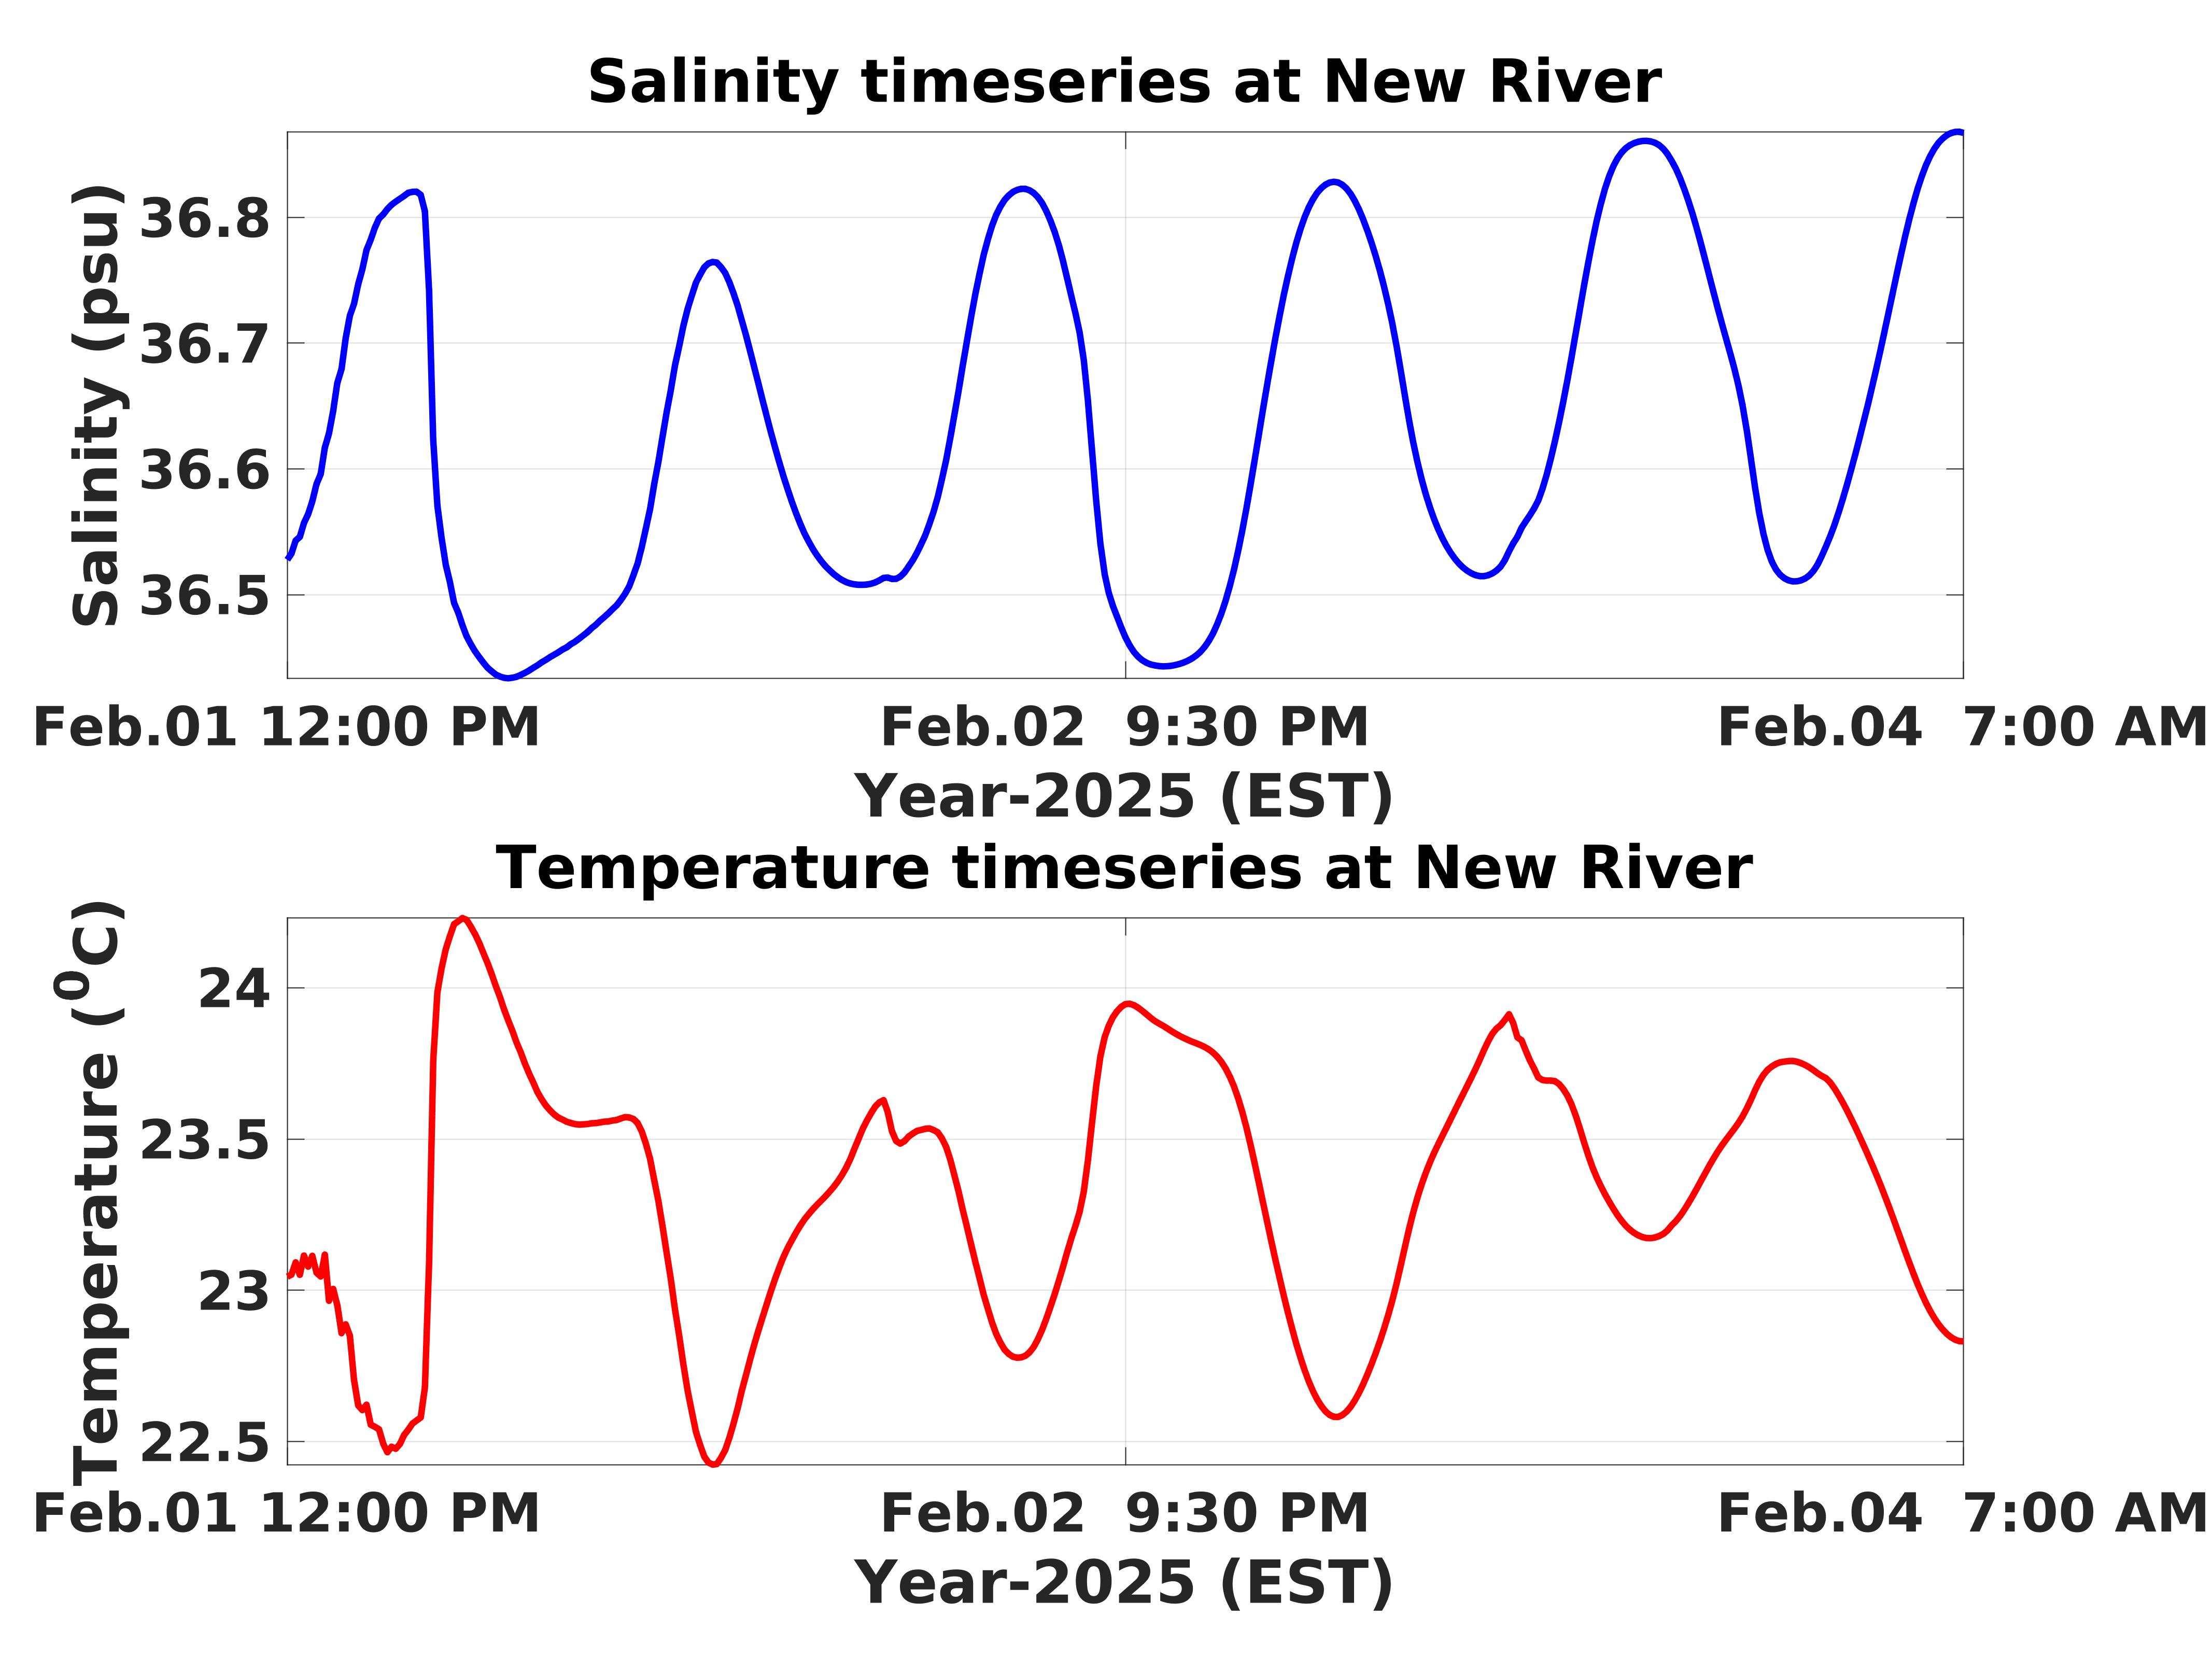 Salinity timeseries at New River
Salinity (psu)
36.8
36.7
36.6
36.5
Feb.01 12:00 PM Feb.02  9:30 PM Feb.04  7:00 AM
Year-2025 (EST)
Temperature timeseries at New River
Temperature (⁰C)
24
23.5
23
22.5
Feb.01 12:00 PM Feb.02  9:30 PM Feb.04  7:00 AM
Year-2025 (EST)